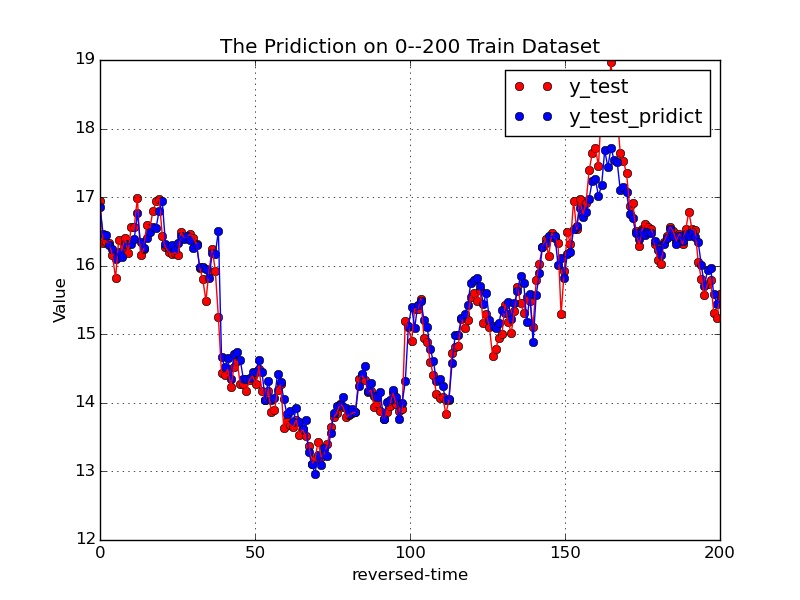 The Pridiction on 0--200 Train Dataset
19
18
17
16
15
14
13
12
Value
y_test
y_test_pridict
0 50 100 150 200
reversed-time